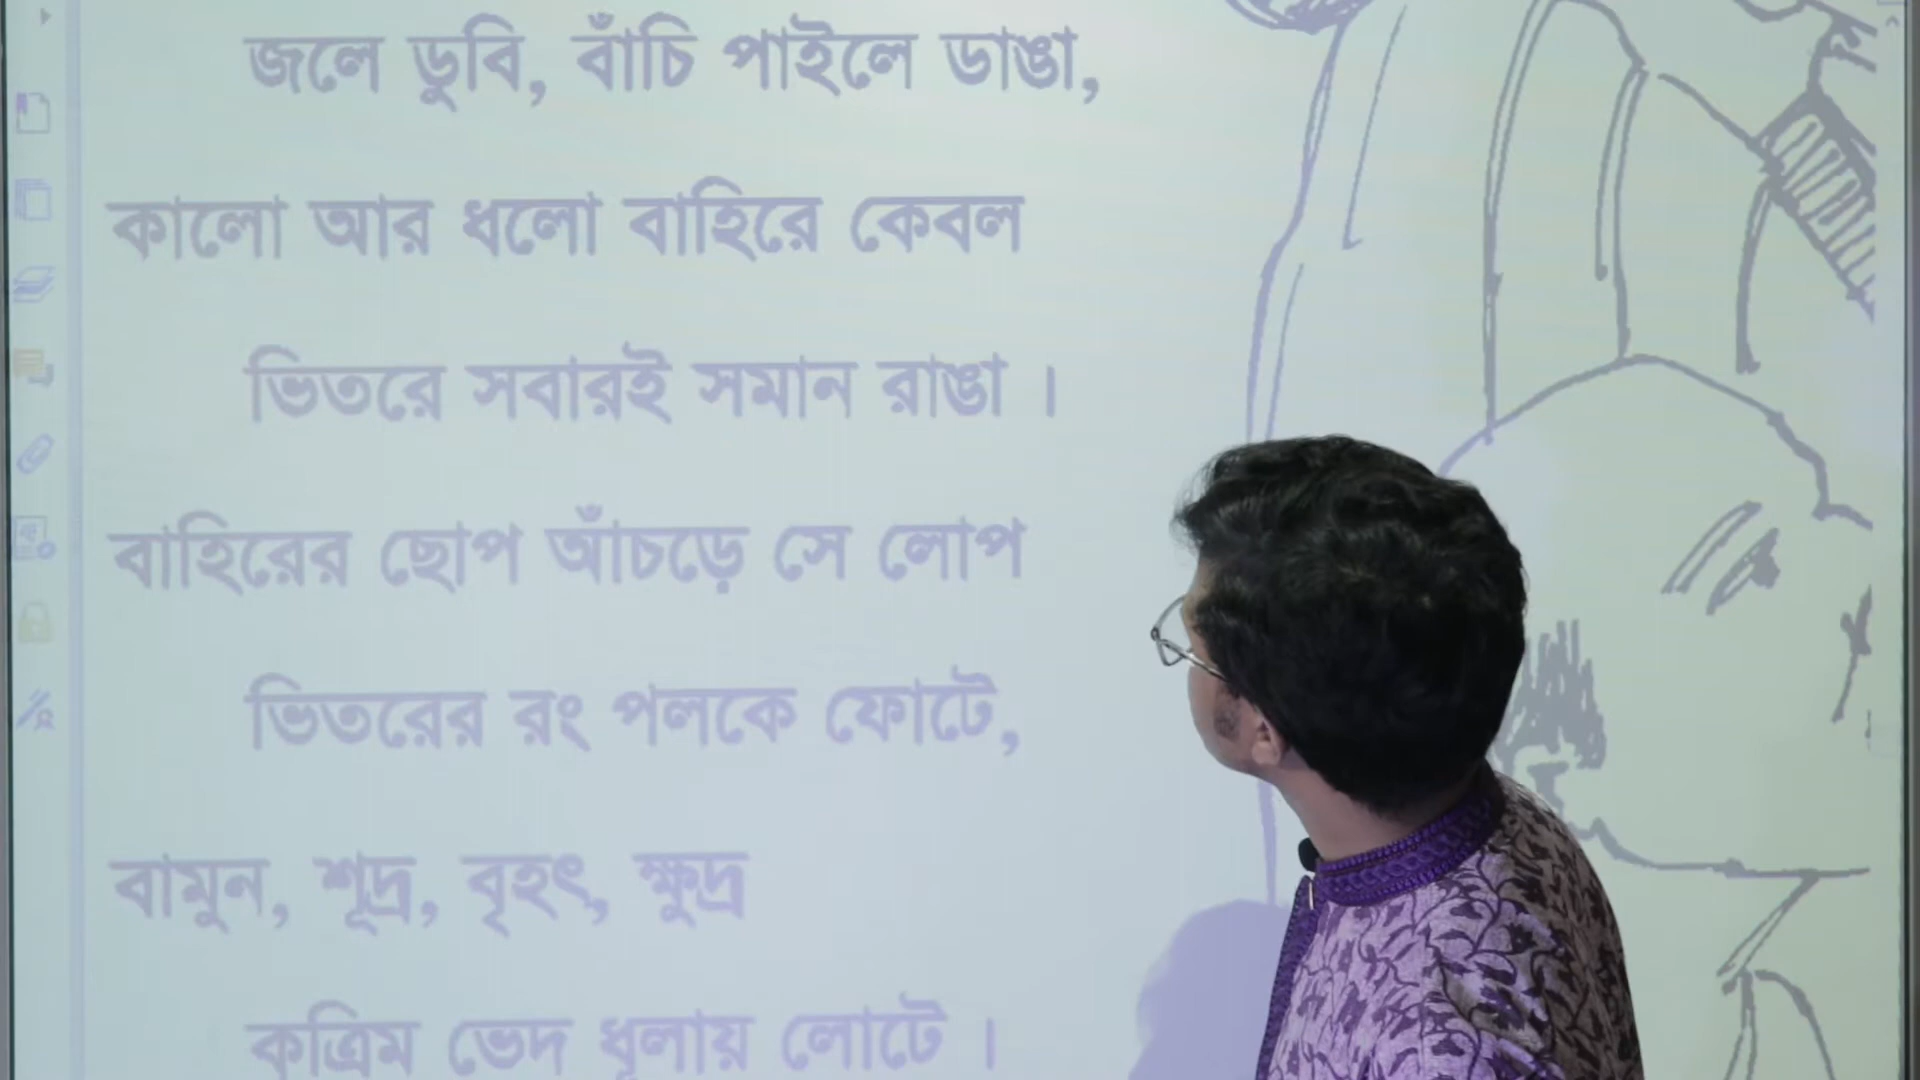 জলে ডুবি, বাঁচি পাইলে ডাঙা,
কালো আর ধলো বাহিরে কেবল
ভিতরে সবারই সমান রাঙা ।
বাহিরের ছোপ আঁচড়ে সে লোপ
ভিতরের রং পলকে ফোটে,
বামুন, শূদ্র, বৃহৎ, ক্ষুদ্র
কৃত্রিম ভেদ ধূলায় লোটে ।